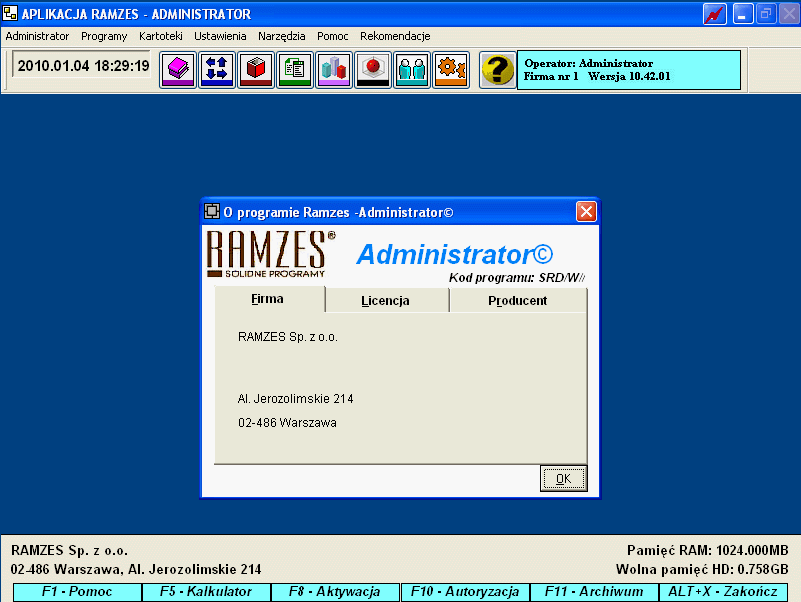 APLIKACJA RAMZES - ADMINISTRATOR
Administrator Programy Kartoteki Ustawienia Narzędzia Pomoc Rekomendacje
2010.01.04 18:29:19
Operator: Administrator
Firma nr 1 Wersja 10.42.01
O programie Ramzes -Administrator©
RAMZES®
SOLIDNE PROGRAMY
Administrator©
Kod programu: SRD/W//
Firma Licencja Producent
RAMZES Sp. z o.o.
Al. Jerozolimskie 214
02-486 Warszawa
OK
RAMZES Sp. z o.o. Pamięć RAM: 1024.000MB
02-486 Warszawa, Al. Jerozolimskie 214 Wolna pamięć HD: 0.758GB
F1 - Pomoc F5 - Kalkulator F8 - Aktywacja F10 - Autoryzacja F11 - Archiwum ALT+X - Zakończ